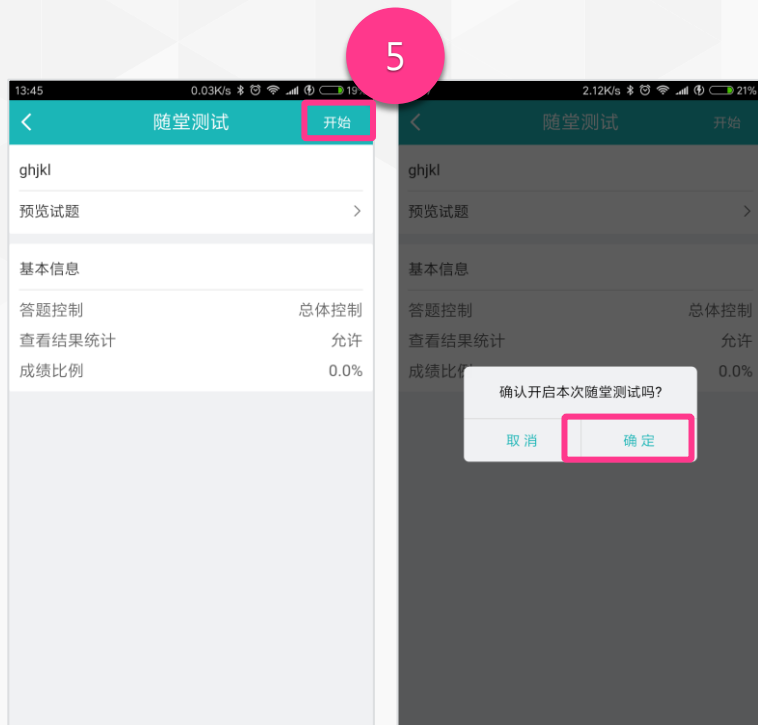 5
13:45 0.03K/s 19%
随堂测试 开始
ghjkl
预览试题
基本信息
答题控制 总体控制
查看结果统计 允许
成绩比例 0.0%
2.12K/s 21%
随堂测试 开始
ghjkl
预览试题
基本信息
答题控制 总体控制
查看结果统计 允许
成绩比 0.0%
确认开启本次随堂测试吗?
取消 确定